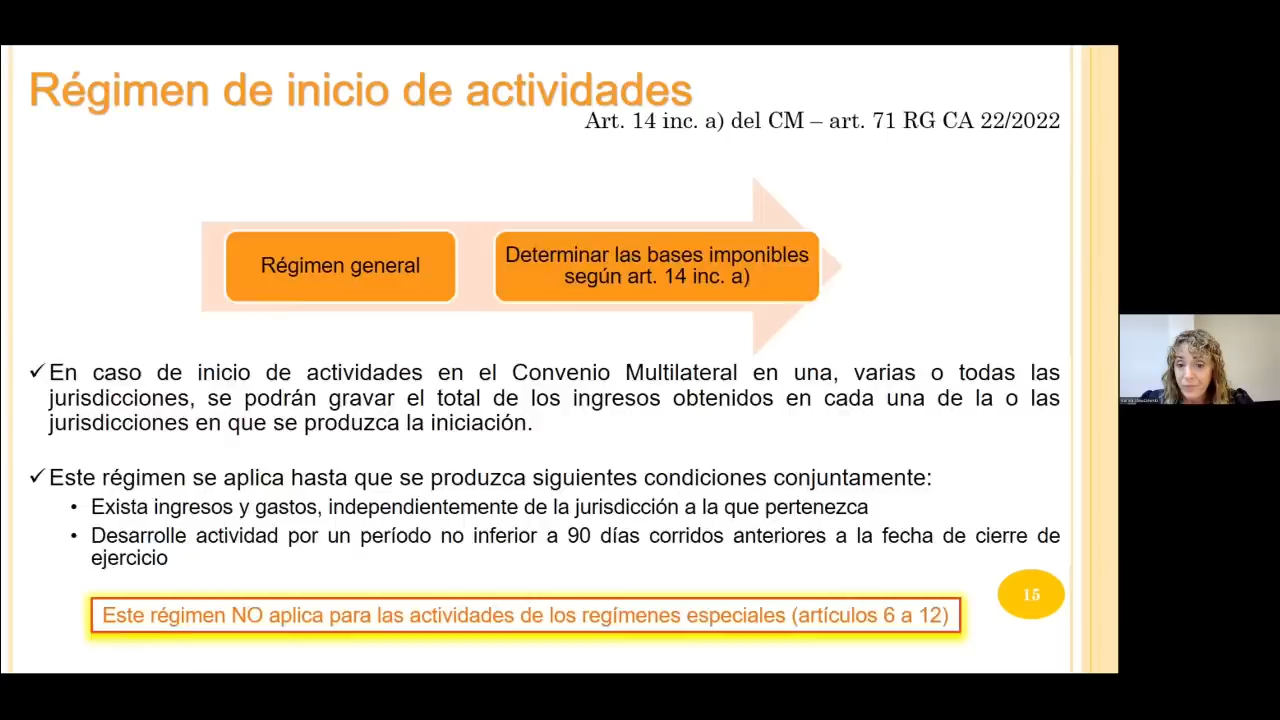 Régimen de inicio de actividades
Art. 14 inc. a) del CM – art. 71 RG CA 22/2022
Régimen general
Determinar las bases imponibles
según art. 14 inc. a)
✓En caso de inicio de actividades en el Convenio Multilateral en una, varias o todas las
jurisdicciones, se podrán gravar el total de los ingresos obtenidos en cada una de la o las
jurisdicciones en que se produzca la iniciación.
✓Este régimen se aplica hasta que se produzca siguientes condiciones conjuntamente:
• Exista ingresos y gastos, independientemente de la jurisdicción a la que pertenezca
• Desarrolle actividad por un período no inferior a 90 días corridos anteriores a la fecha de cierre de
ejercicio
15
Este régimen NO aplica para las actividades de los regímenes especiales (artículos 6 a 12)